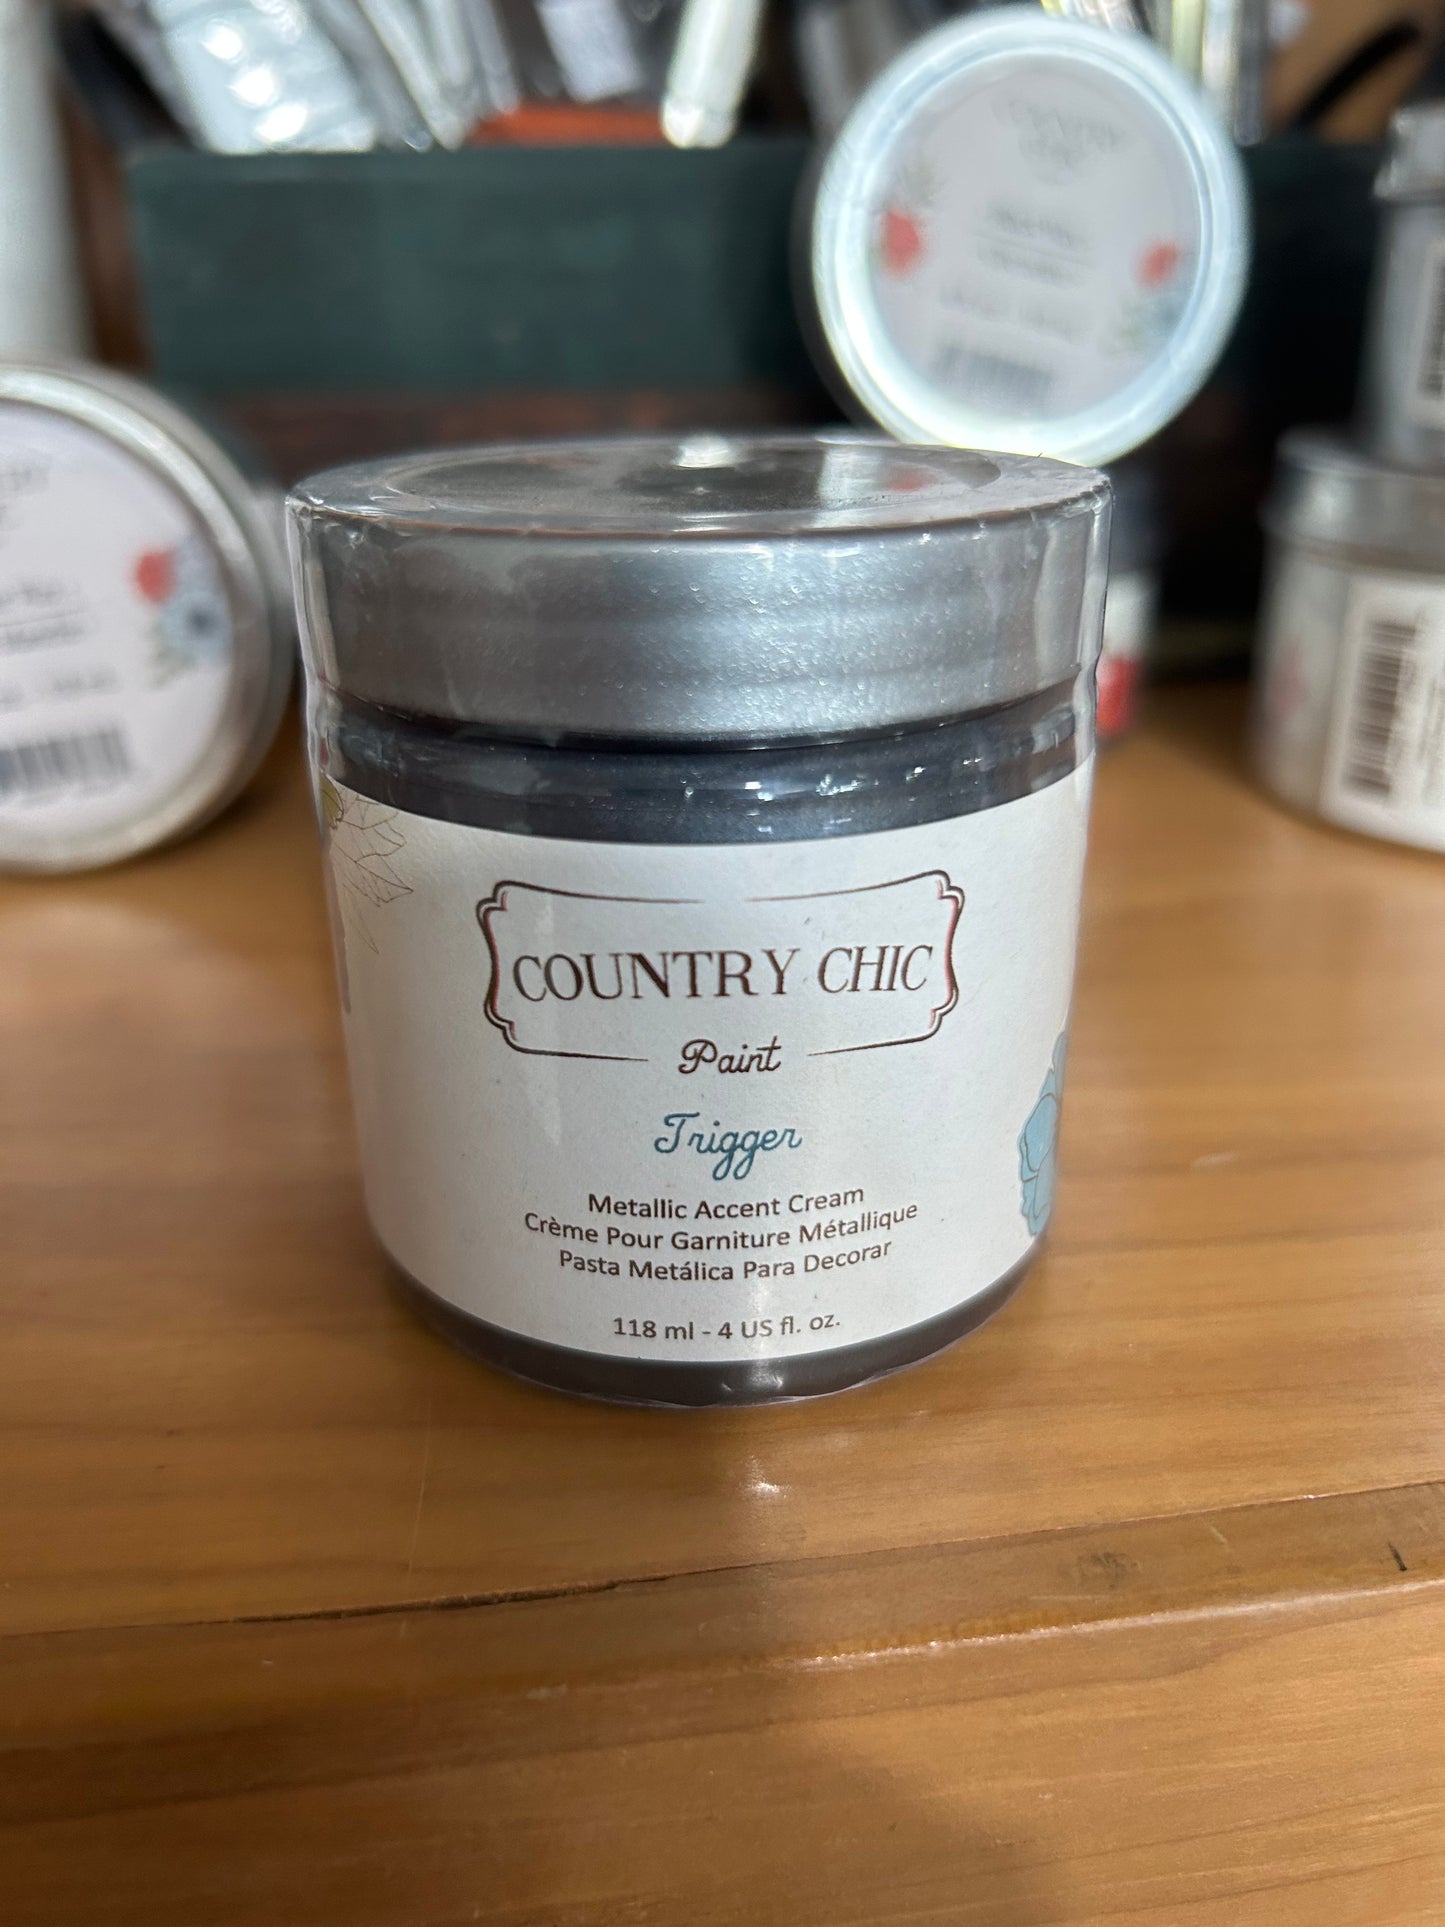 COUNTRY CHIC
Paint
Trigger
Metallic Accent Cream
Crème Pour Garniture Métallique
Pasta Metálica Para Decorar
118 ml - 4 US fl. oz.